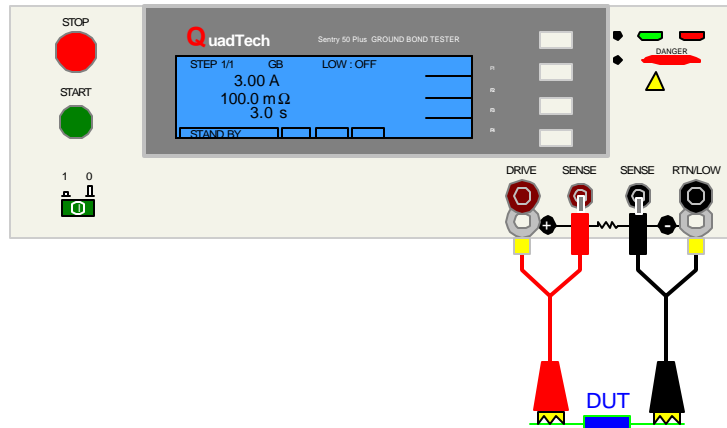 STOP
START
1 0
QuadTech
Sentry 50 Plus GROUND BOND TESTER
STEP 1/1 GB LOW : OFF
3.00 A
100.0 mΩ
3.0 s
STAND BY
DANGER
DRIVE SENSE SENSE RTN/LOW
+ -
DUT